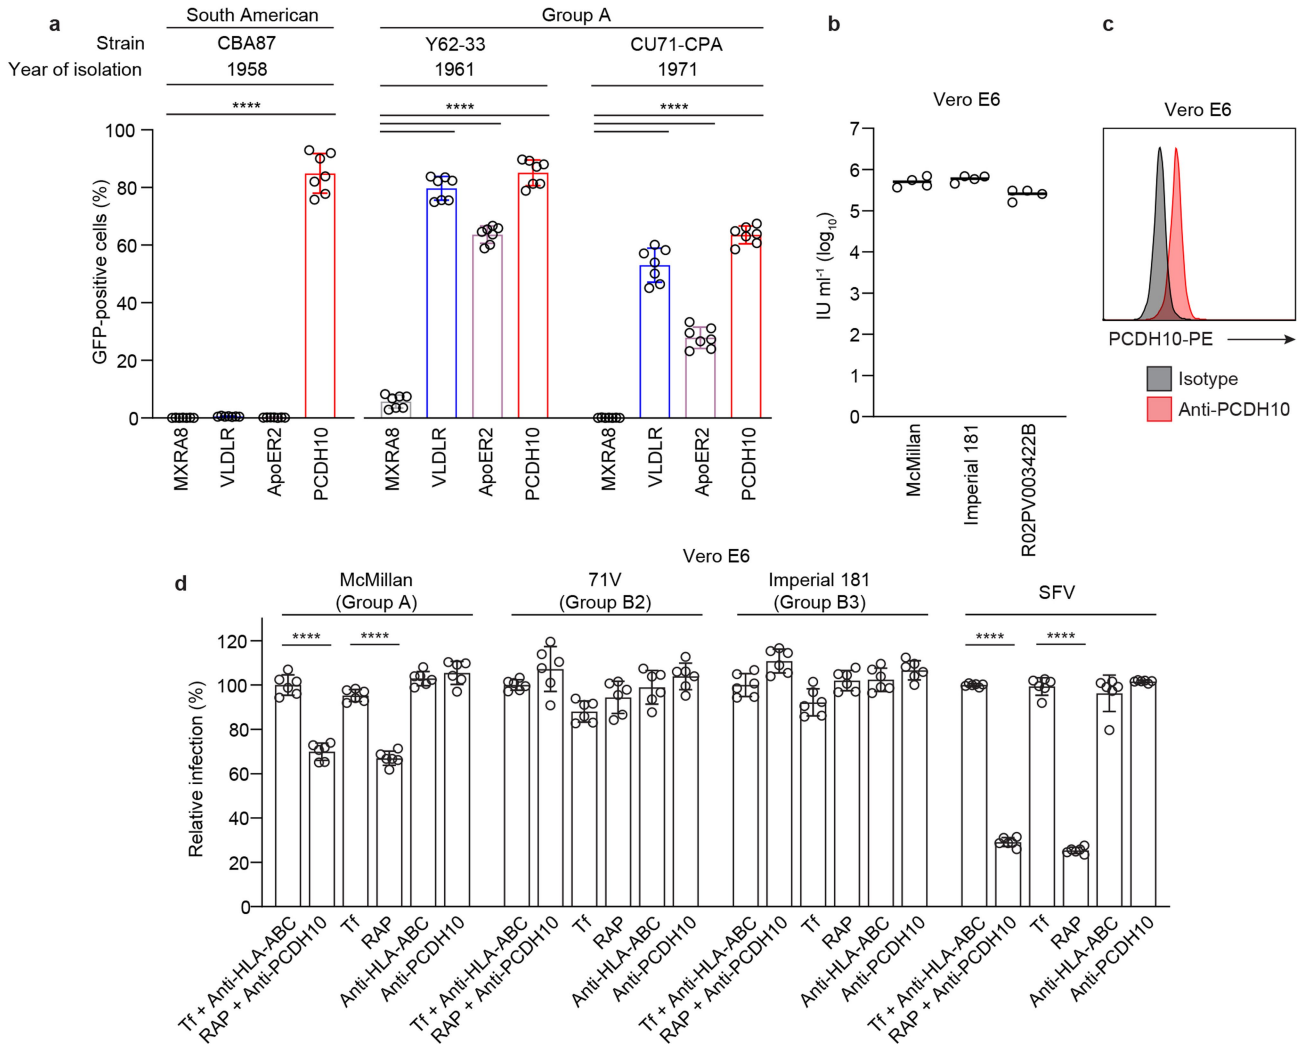 a
South American
Group A
Strain
CBA87
Y62-33
CU71-CPA
Year of isolation
1958
1961
1971
****
****
****
GFP-positive cells (%)
100
80
60
40
20
0
MXRA8
VLDLR
ApoER2
PCDH10
MXRA8
VLDLR
ApoER2
PCDH10
MXRA8
VLDLR
ApoER2
PCDH10
b
Vero E6
IU ml-1 (log10)
7
6
5
4
3
2
1
0
McMillan
Imperial 181
R02PV003422B
c
Vero E6
PCDH10-PE
Isotype
Anti-PCDH10
d
Vero E6
McMillan
(Group A)
71V
(Group B2)
Imperial 181
(Group B3)
SFV
****
****
****
****
Relative infection (%)
120
100
80
60
40
20
0
Tf + Anti-HLA-ABC
RAP + Anti-PCDH10
Tf
RAP
Anti-HLA-ABC
Anti-PCDH10
Tf + Anti-HLA-ABC
RAP + Anti-PCDH10
Tf
RAP
Anti-HLA-ABC
Anti-PCDH10
Tf + Anti-HLA-ABC
RAP + Anti-PCDH10
Tf
RAP
Anti-HLA-ABC
Anti-PCDH10
Tf + Anti-HLA-ABC
RAP + Anti-PCDH10
Tf
RAP
Anti-HLA-ABC
Anti-PCDH10